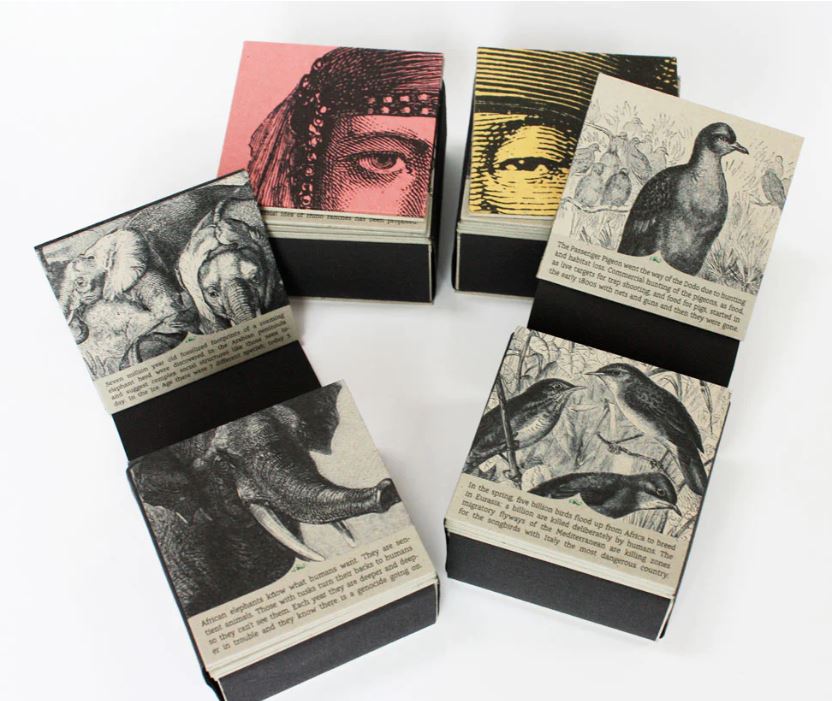 idea of rhino ranches has been proposed.
The Passenger Pigeon went the way of the Dodo due to hunting
and habitat loss. Commercial hunting of the pigeons, as food,
as live targets for trap shooting, and food for pigs, started in
the early 1800s with nets and guns and then they were gone.
Seven million year old fossilized footprints of a roaming
elephant herd were discovered in the Arabian peninsula
and suggest complex social structures like those seen to-
day. In the Ice Age there were 7 different species; today 3
In the spring, five billion birds flood up from Africa to breed
in Eurasia; a billion are killed deliberately by humans. The
migratory flyways of the Mediterranean are killing zones
for the songbirds with Italy the most dangerous country.
African elephants know what humans want. They are sen-
tient animals. Those with tusks turn their backs to humans
so they can't see them. Each year they are deeper and deep-
er in trouble and they know there is a genocide going on.